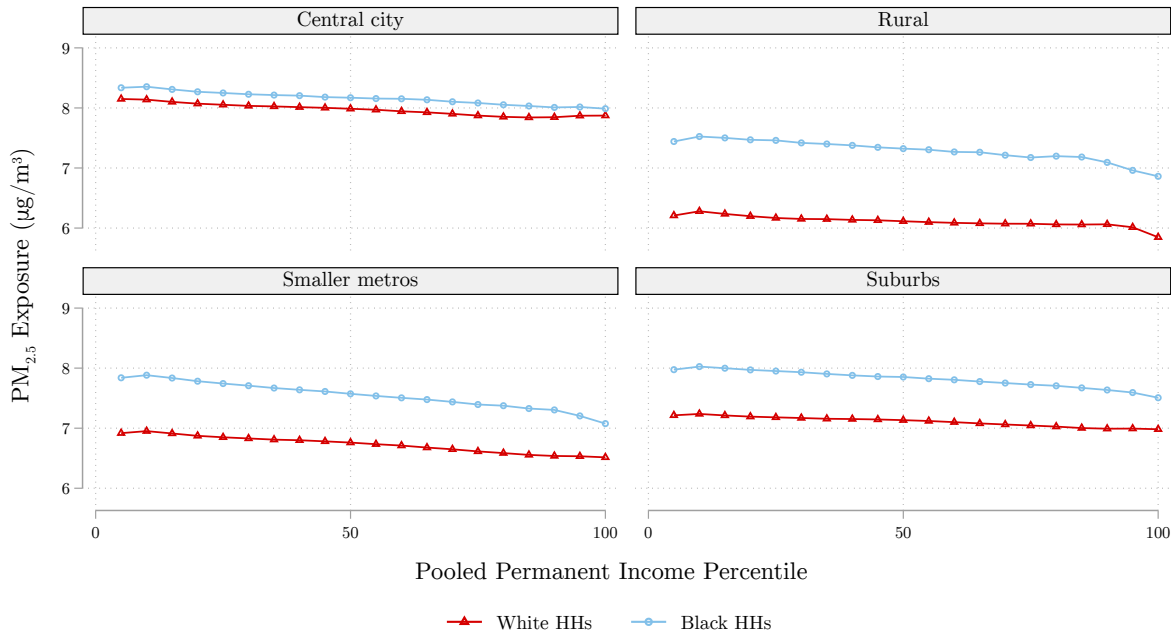 Central city
Rural
9
8
7
6
Smaller metros
Suburbs
9
8
7
6
0
50
100
0
50
100
PM2.5 Exposure (μg/m³)
Pooled Permanent Income Percentile
White HHs
Black HHs